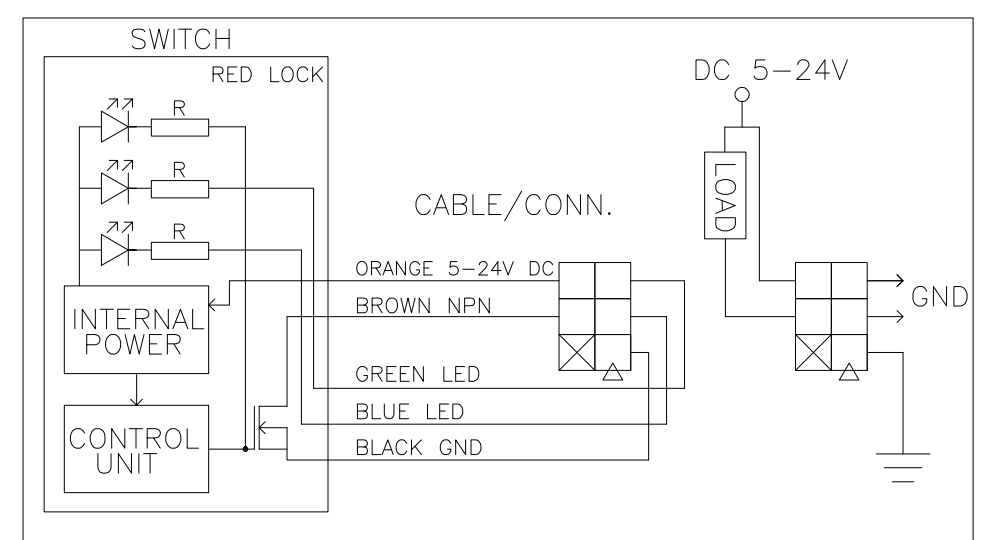 SWITCH
RED LOCK
R
R
R
INTERNAL
POWER
CONTROL
UNIT
CABLE/CONN.
ORANGE 5-24V DC
BROWN NPN
GREEN LED
BLUE LED
BLACK GND
DC 5-24V
LOAD
GND